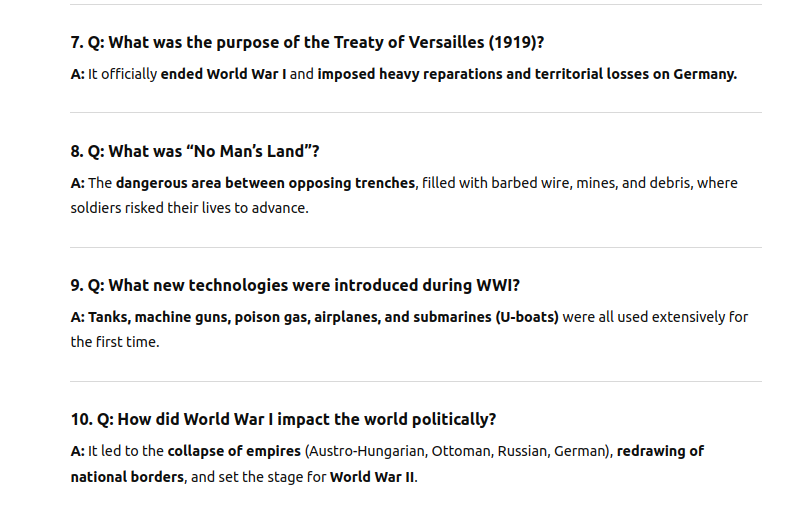 7. Q: What was the purpose of the Treaty of Versailles (1919)?
A: It officially ended World War I and imposed heavy reparations and territorial losses on Germany.
8. Q: What was “No Man’s Land”?
A: The dangerous area between opposing trenches, filled with barbed wire, mines, and debris, where
soldiers risked their lives to advance.
9. Q: What new technologies were introduced during WWI?
A: Tanks, machine guns, poison gas, airplanes, and submarines (U-boats) were all used extensively for
the first time.
10. Q: How did World War I impact the world politically?
A: It led to the collapse of empires (Austro-Hungarian, Ottoman, Russian, German), redrawing of
national borders, and set the stage for World War II.